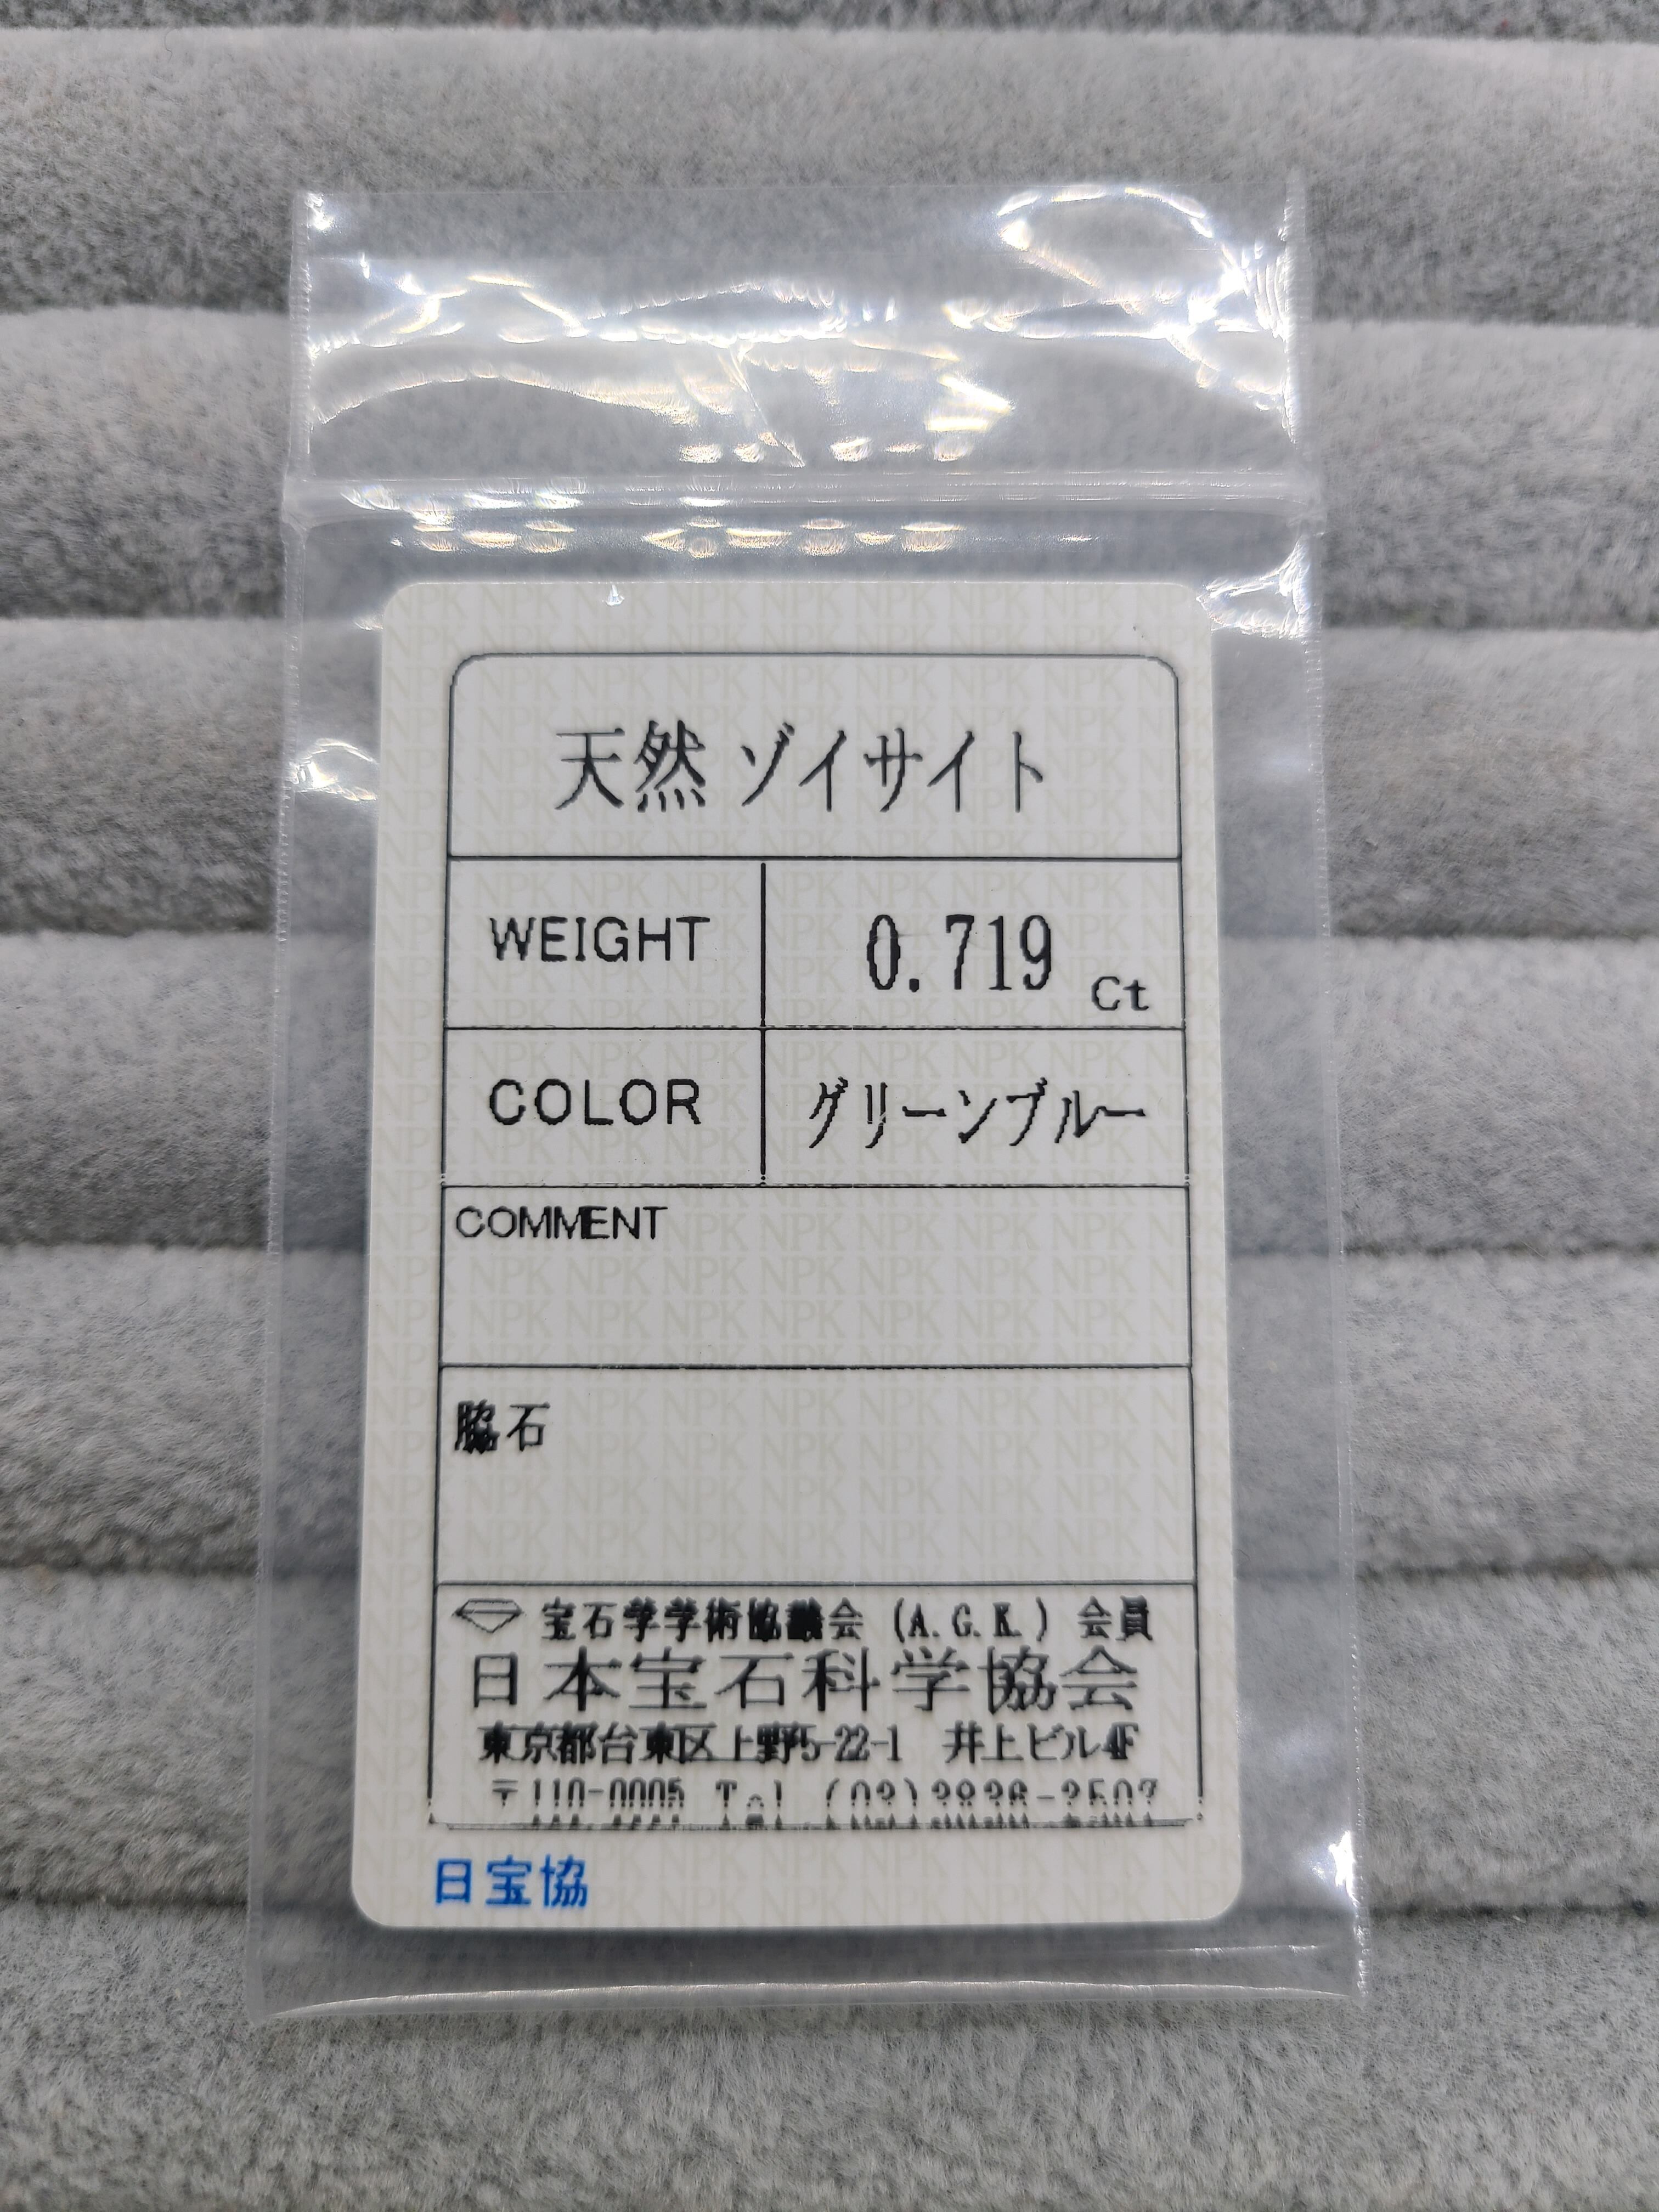 天然 ゾイサイト
WEIGHT 0.719 Ct
COLOR グリーンブルー
COMMENT
脇石
宝石学学術協議会 (A.G.K.) 会員
日本宝石科学協会
東京都台東区上野5-22-1 井上ビル4F
〒110-0005 Tel (03)3836-2507
日宝協